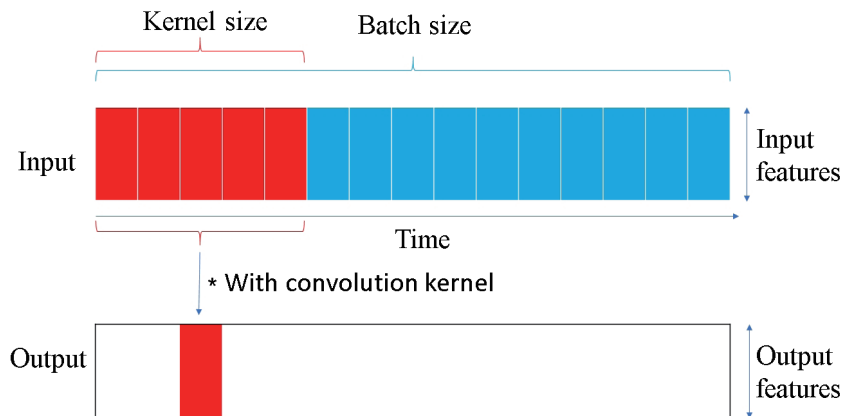 Kernel size
Batch size
Input
Input
features
Time
* With convolution kernel
Output
Output
features